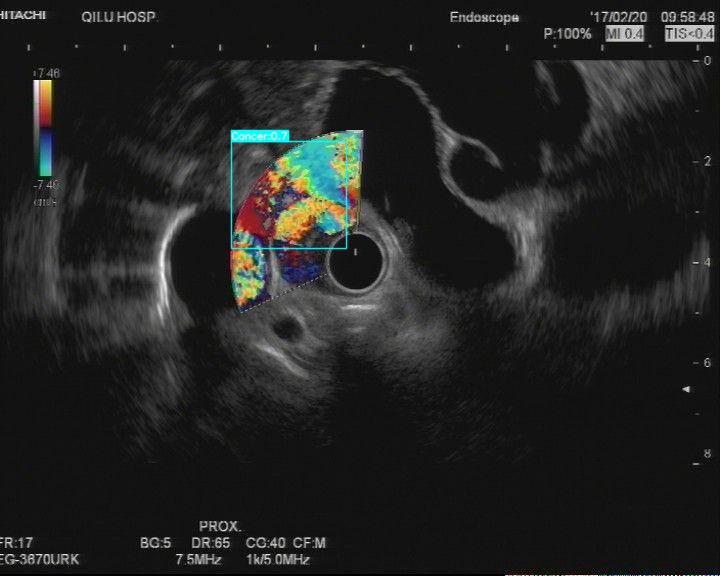 HITACHI QILU HOSP. Endoscope '17/02/20 09:58:48
P:100% MI 0.4 TIS<0.4
+7.46
-7.46
cm/s
Cancer:0.7
0
2
4
6
8
PROX.
FR:17 BG:5 DR:65 CG:40 CF:M
EG-3670URK 7.5MHz 1k/5.0MHz